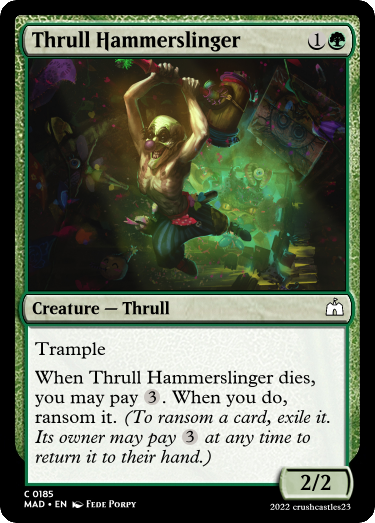 Thrull Hammerslinger 1
Creature — Thrull
Trample
When Thrull Hammerslinger dies,
you may pay 3. When you do,
ransom it. (To ransom a card, exile it.
Its owner may pay 3 at any time to
return it to their hand.)
2/2
C 0185
MAD • EN Fede Porpy
2022 crushcastles23